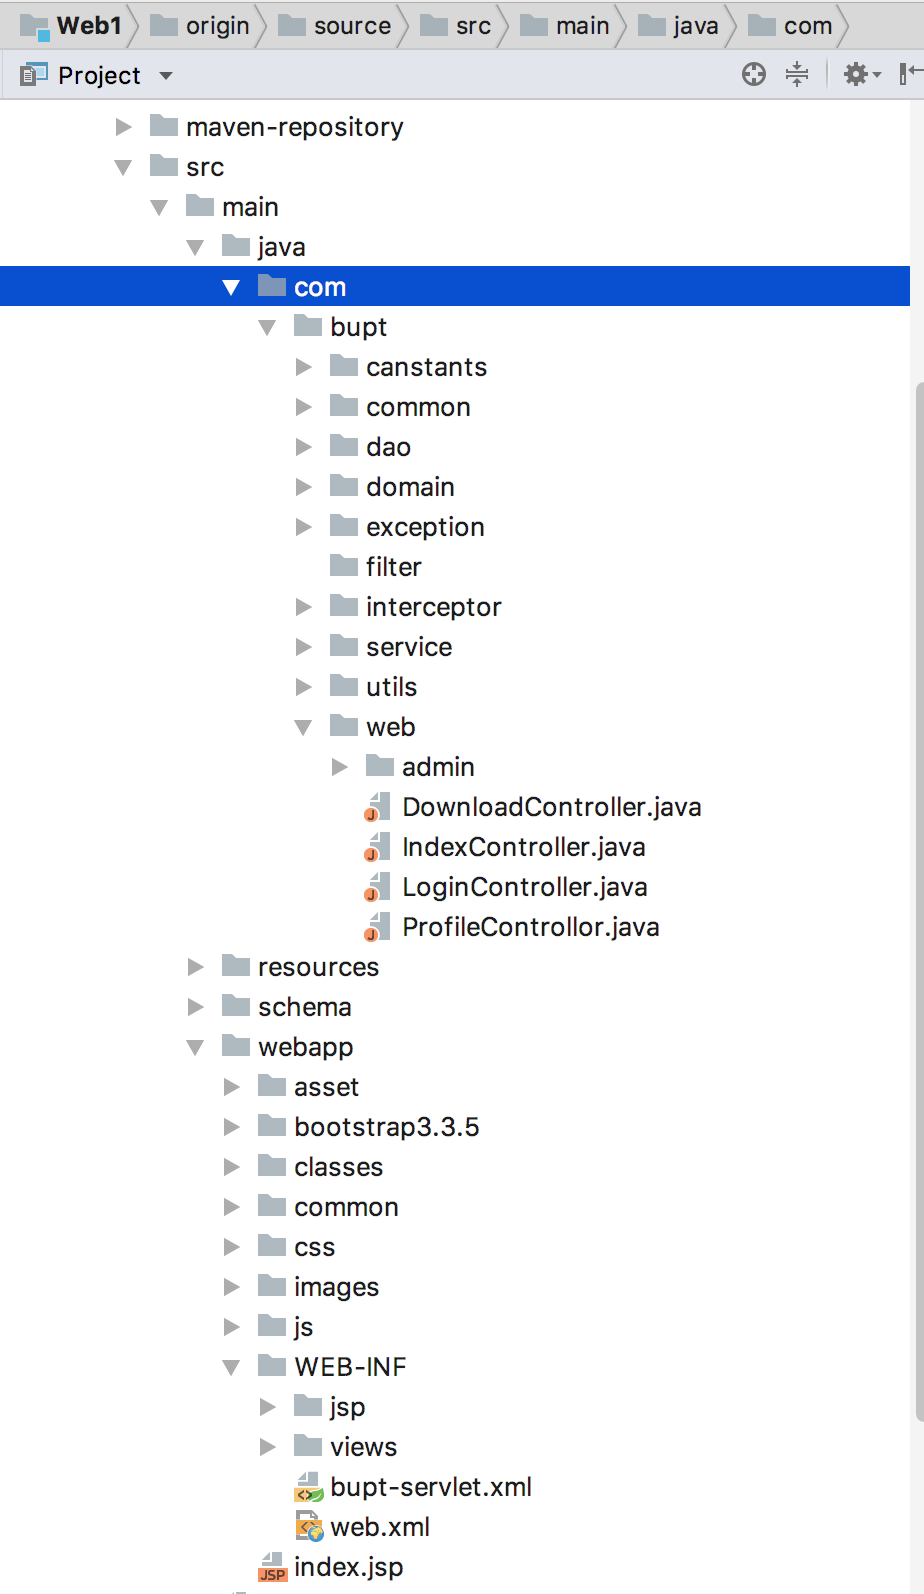 Web1 origin source src main java com
Project
maven-repository
src
main
java
com
bupt
canstants
common
dao
domain
exception
filter
interceptor
service
utils
web
admin
DownloadController.java
IndexController.java
LoginController.java
ProfileControllor.java
resources
schema
webapp
asset
bootstrap3.3.5
classes
common
css
images
js
WEB-INF
jsp
views
bupt-servlet.xml
web.xml
index.jsp